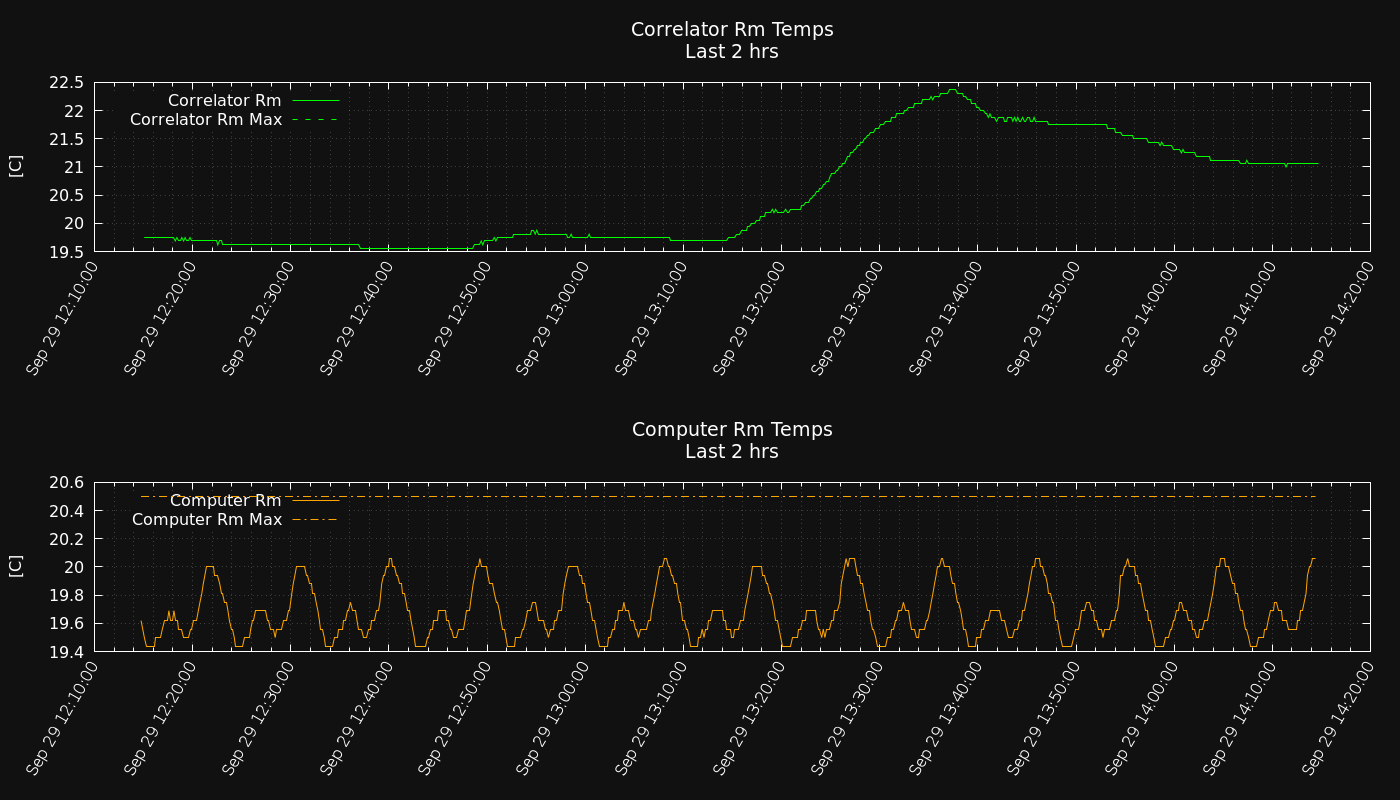 Correlator Rm Temps
Last 2 hrs
22.5
22
21.5
21
20.5
20
19.5
[C]
Correlator Rm
Correlator Rm Max
Sep 29 12:10:00
Sep 29 12:20:00
Sep 29 12:30:00
Sep 29 12:40:00
Sep 29 12:50:00
Sep 29 13:00:00
Sep 29 13:10:00
Sep 29 13:20:00
Sep 29 13:30:00
Sep 29 13:40:00
Sep 29 13:50:00
Sep 29 14:00:00
Sep 29 14:10:00
Sep 29 14:20:00
Computer Rm Temps
Last 2 hrs
20.6
20.4
20.2
20
19.8
19.6
19.4
[C]
Computer Rm
Computer Rm Max
Sep 29 12:10:00
Sep 29 12:20:00
Sep 29 12:30:00
Sep 29 12:40:00
Sep 29 12:50:00
Sep 29 13:00:00
Sep 29 13:10:00
Sep 29 13:20:00
Sep 29 13:30:00
Sep 29 13:40:00
Sep 29 13:50:00
Sep 29 14:00:00
Sep 29 14:10:00
Sep 29 14:20:00